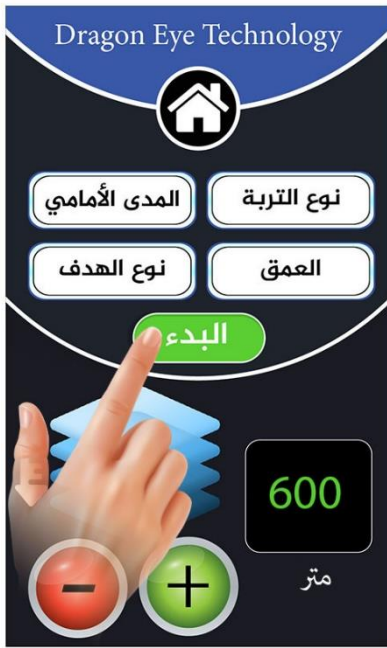 Dragon Eye Technology
نوع التربة
المدى الأمامي
العمق
نوع الهدف
البدء
600
متر
- +